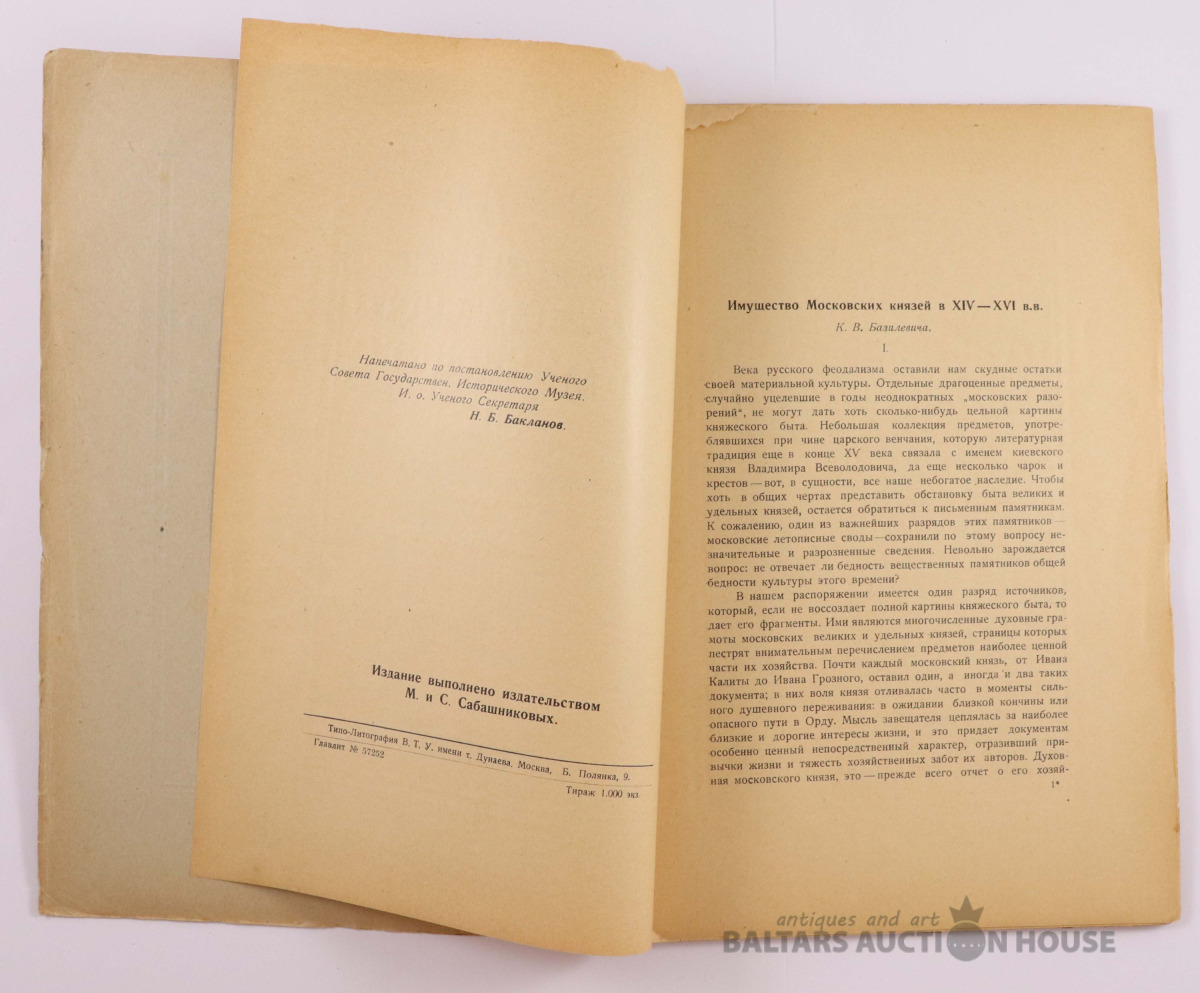 Напечатано по постановлению Ученого
Совета Государствен. Исторического Музея.
И. о. Ученого Секретаря
Н. Б. Бакланов.
Издание выполнено издательством
М. и С. Сабашниковых.
Типо-Литография В. Т. У. имени т. Дунаева, Москва, Б. Полянка, 9.
Главлит № 57252
Тираж 1.000 экз.
Имущество Московских князей в XIV—XVI в.в.
К. В. Базилевича.
I.
Века русского феодализма оставили нам скудные остатки
своей материальной культуры. Отдельные драгоценные предметы,
случайно уцелевшие в годы неоднократных „московских разо-
рений“, не могут дать хоть сколько-нибудь цельной картины
княжеского быта. Небольшая коллекция предметов, употре-
блявшихся при чине царского венчания, которую литературная
традиция еще в конце XV века связала с именем киевского
князя Владимира Всеволодовича, да еще несколько чарок и
крестов—вот, в сущности, все наше небогатое наследие. Чтобы
хоть в общих чертах представить обстановку быта великих и
удельных князей, остается обратиться к письменным памятникам.
К сожалению, один из важнейших разрядов этих памятников—
московские летописные своды—сохранили по этому вопросу не-
значительные и разрозненные сведения. Невольно зарождается
вопрос: не отвечает ли бедность вещественных памятников общей
бедности культуры этого времени?
В нашем распоряжении имеется один разряд источников,
который, если не воссоздает полной картины княжеского быта, то
дает его фрагменты. Ими являются многочисленные духовные гра-
моты московских великих и удельных князей, страницы которых
пестрят внимательным перечислением предметов наиболее ценной
части их хозяйства. Почти каждый московский князь, от Ивана
Калиты до Ивана Грозного, оставил один, а иногда и два таких
документа; в них воля князя отливалась часто в моменты силь-
ного душевного переживания: в ожидании близкой кончины или
опасного пути в Орду. Мысль завещателя цеплялась за наиболее
близкие и дорогие интересы жизни, и это придает документам
особенно ценный непосредственный характер, отразивший при-
вычки жизни и тяжесть хозяйственных забот их авторов. Духов-
ная московского князя, это—прежде всего отчет о его хозяй-
1*
antiques and art
BALTARS AUCTION HOUSE